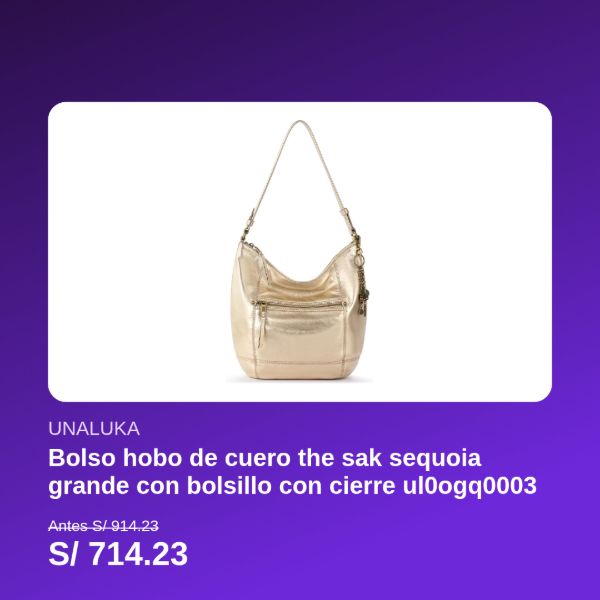 UNALUKA
Bolso hobo de cuero the sak sequoia
grande con bolsillo con cierre ul0ogq0003
Antes S/ 914.23
S/ 714.23